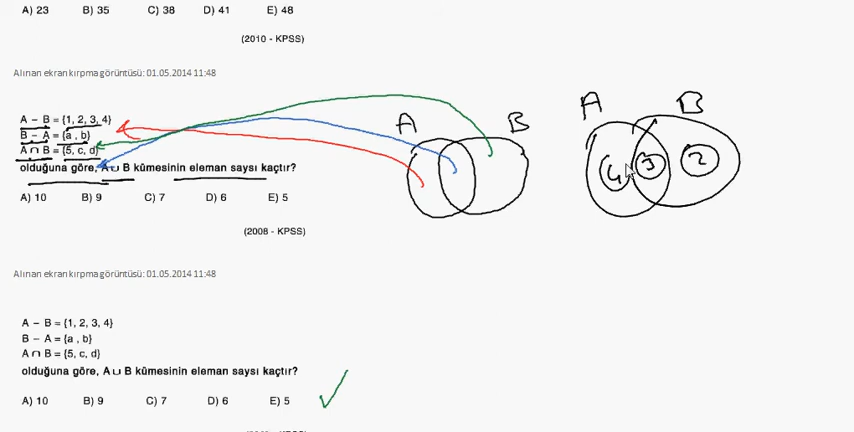 A) 23 B) 35 C) 38 D) 41 E) 48
(2010 - KPSS)
Alınan ekran kırpma görüntüsü: 01.05.2014 11:48
A – B = {1, 2, 3, 4}
B – A = {a , b}
A ∩ B = {5, c, d}
olduğuna göre, A ∪ B kümesinin eleman sayısı kaçtır?
A) 10 B) 9 C) 7 D) 6 E) 5
(2008 - KPSS)
A B
A B
4 3 2
Alınan ekran kırpma görüntüsü: 01.05.2014 11:48
A – B = {1, 2, 3, 4}
B – A = {a , b}
A ∩ B = {5, c, d}
olduğuna göre, A ∪ B kümesinin eleman sayısı kaçtır?
A) 10 B) 9 C) 7 D) 6 E) 5